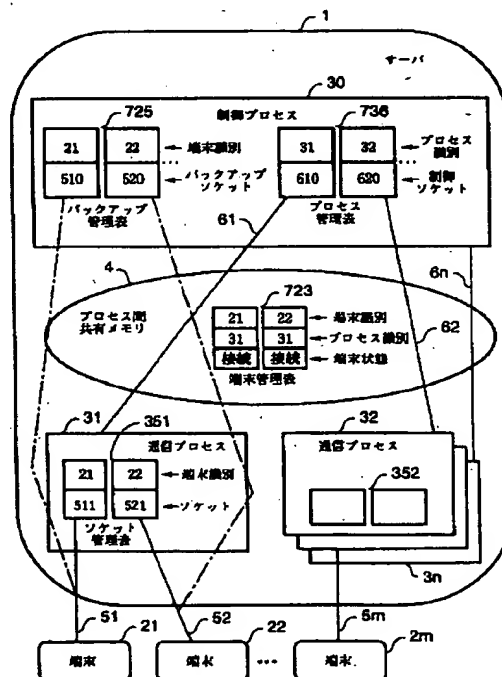 1
サーバ
30
725
制御プロセス
736
21 22 端末識別
510 520 バックアップソケット
バックアップ管理表
31 32 プロセス識別
610 620 制御ソケット
プロセス管理表
61
6n
4
プロセス間共有メモリ
723
21 22 端末識別
31 31 プロセス識別
接続 接続 端末状態
端末管理表
62
31
351
通信プロセス
21 22 端末識別
511 521 ソケット
ソケット管理表
32
通信プロセス
352
3n
51
21
52
22
5m
2m
端末
端末
…
端末